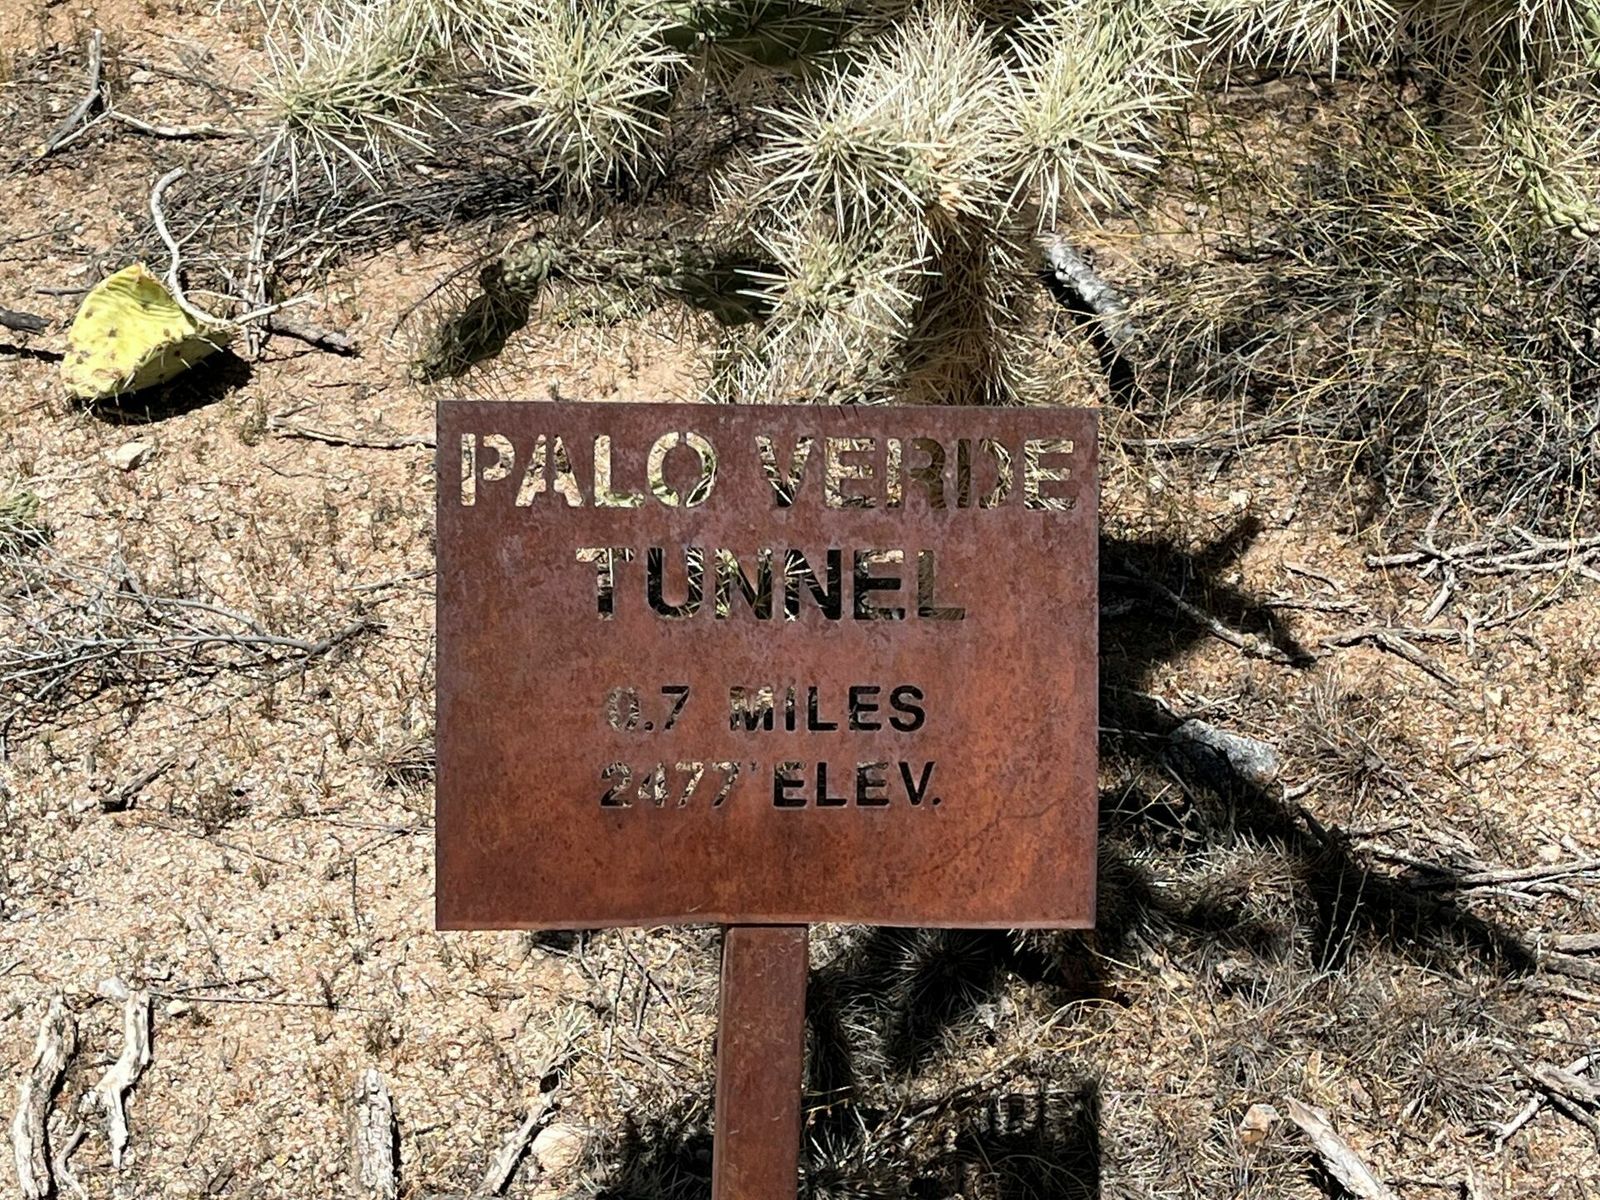 PALO VERDE
TUNNEL
0.7 MILES
2477' ELEV.